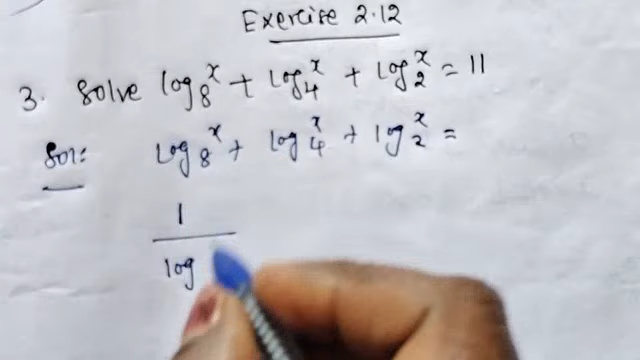 Exercise 2.12
3. Solve log₈ˣ + log₄ˣ + log₂ˣ = 11
Sol: log₈ˣ + log₄ˣ + log₂ˣ =
1
log